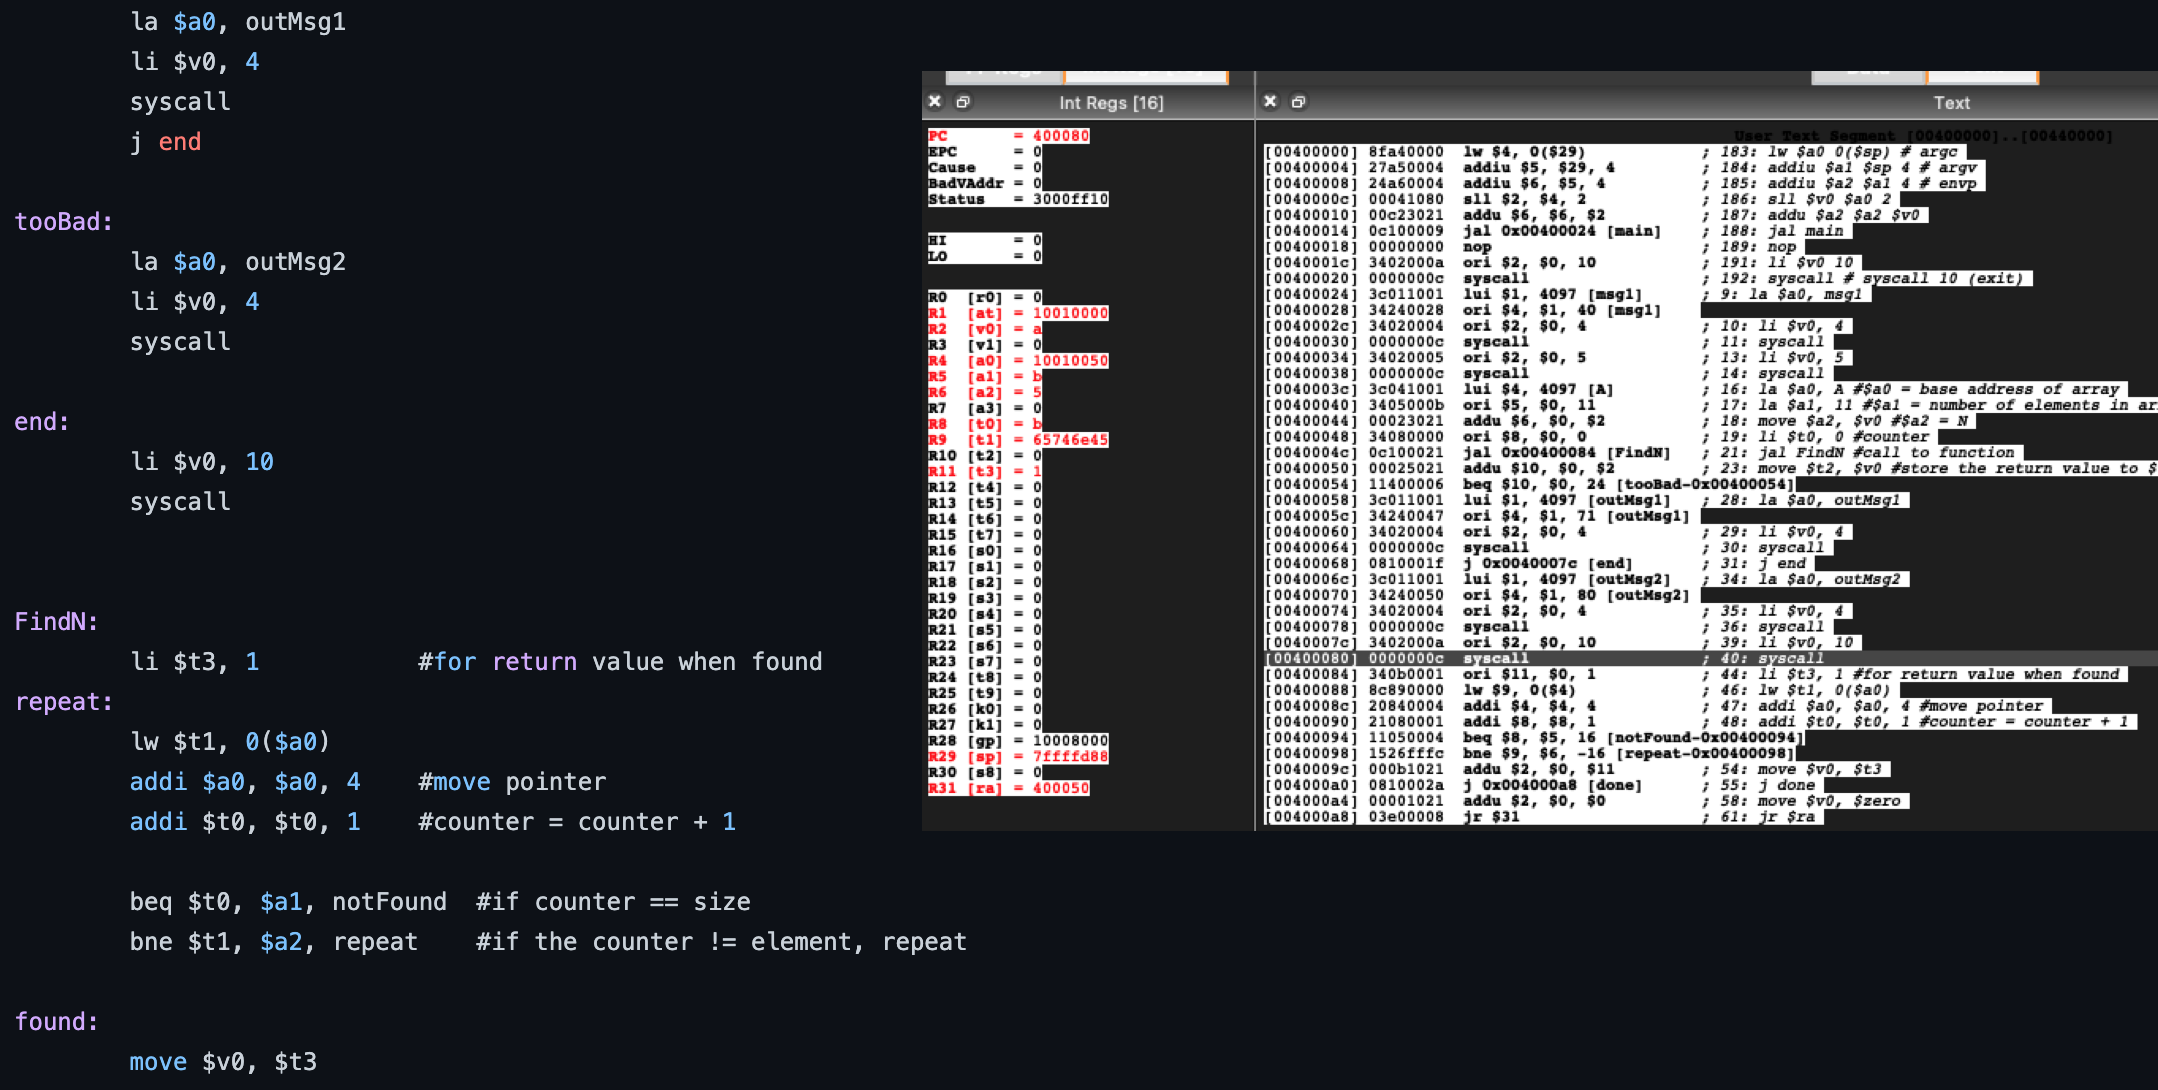 la $a0, outMsg1
li $v0, 4
syscall
j end
tooBad:
la $a0, outMsg2
li $v0, 4
syscall
end:
li $v0, 10
syscall
FindN:
li $t3, 1 #for return value when found
repeat:
lw $t1, 0($a0)
addi $a0, $a0, 4 #move pointer
addi $t0, $t0, 1 #counter = counter + 1
beq $t0, $a1, notFound #if counter == size
bne $t1, $a2, repeat #if the counter != element, repeat
found:
move $v0, $t3
Int Regs [16]
PC = 400080
EPC = 0
Cause = 0
BadVAddr = 0
Status = 3000ff10
HI = 0
LO = 0
R0 [r0] = 0
R1 [at] = 10010000
R2 [v0] = a
R3 [v1] = 0
R4 [a0] = 10010050
R5 [a1] = b
R6 [a2] = 5
R7 [a3] = 0
R8 [t0] = b
R9 [t1] = 65746e45
R10 [t2] = 0
R11 [t3] = 1
R12 [t4] = 0
R13 [t5] = 0
R14 [t6] = 0
R15 [t7] = 0
R16 [s0] = 0
R17 [s1] = 0
R18 [s2] = 0
R19 [s3] = 0
R20 [s4] = 0
R21 [s5] = 0
R22 [s6] = 0
R23 [s7] = 0
R24 [t8] = 0
R25 [t9] = 0
R26 [k0] = 0
R27 [k1] = 0
R28 [gp] = 10008000
R29 [sp] = 7ffffd88
R30 [s8] = 0
R31 [ra] = 400050
Text
User Text Segment [00400000]..[00440000]
[00400000] 8fa40000 lw $4, 0($29) ; 183: lw $a0 0($sp) # argc
[00400004] 27a50004 addiu $5, $29, 4 ; 184: addiu $a1 $sp 4 # argv
[00400008] 24a60004 addiu $6, $5, 4 ; 185: addiu $a2 $a1 4 # envp
[0040000c] 00041080 sll $2, $4, 2 ; 186: sll $v0 $a0 2
[00400010] 00c23021 addu $6, $6, $2 ; 187: addu $a2 $a2 $v0
[00400014] 0c100009 jal 0x00400024 [main] ; 188: jal main
[00400018] 00000000 nop ; 189: nop
[0040001c] 3402000a ori $2, $0, 10 ; 191: li $v0 10
[00400020] 0000000c syscall ; 192: syscall # syscall 10 (exit)
[00400024] 3c011001 lui $1, 4097 [msg1] ; 9: la $a0, msg1
[00400028] 34240028 ori $4, $1, 40 [msg1]
[0040002c] 34020004 ori $2, $0, 4 ; 10: li $v0, 4
[00400030] 0000000c syscall ; 11: syscall
[00400034] 34020005 ori $2, $0, 5 ; 13: li $v0, 5
[00400038] 0000000c syscall ; 14: syscall
[0040003c] 3c041001 lui $4, 4097 [A] ; 16: la $a0, A #$a0 = base address of array
[00400040] 3405000b ori $5, $0, 11 ; 17: la $a1, 11 #$a1 = number of elements in ar
[00400044] 00023021 addu $6, $0, $2 ; 18: move $a2, $v0 #$a2 = N
[00400048] 34080000 ori $8, $0, 0 ; 19: li $t0, 0 #counter
[0040004c] 0c100021 jal 0x00400084 [FindN] ; 21: jal FindN #call to function
[00400050] 00025021 addu $10, $0, $2 ; 23: move $t2, $v0 #store the return value to $
[00400054] 11400006 beq $10, $0, 24 [tooBad-0x00400054]
[00400058] 3c011001 lui $1, 4097 [outMsg1] ; 28: la $a0, outMsg1
[0040005c] 34240047 ori $4, $1, 71 [outMsg1]
[00400060] 34020004 ori $2, $0, 4 ; 29: li $v0, 4
[00400064] 0000000c syscall ; 30: syscall
[00400068] 0810001f j 0x0040007c [end] ; 31: j end
[0040006c] 3c011001 lui $1, 4097 [outMsg2] ; 34: la $a0, outMsg2
[00400070] 34240050 ori $4, $1, 80 [outMsg2]
[00400074] 34020004 ori $2, $0, 4 ; 35: li $v0, 4
[00400078] 0000000c syscall ; 36: syscall
[0040007c] 3402000a ori $2, $0, 10 ; 39: li $v0, 10
[00400080] 0000000c syscall ; 40: syscall
[00400084] 340b0001 ori $11, $0, 1 ; 44: li $t3, 1 #for return value when found
[00400088] 8c890000 lw $9, 0($4) ; 46: lw $t1, 0($a0)
[0040008c] 20840004 addi $4, $4, 4 ; 47: addi $a0, $a0, 4 #move pointer
[00400090] 21080001 addi $8, $8, 1 ; 48: addi $t0, $t0, 1 #counter = counter + 1
[00400094] 11050004 beq $8, $5, 16 [notFound-0x00400094]
[00400098] 1526fffc bne $9, $6, -16 [repeat-0x00400098]
[0040009c] 000b1021 addu $2, $0, $11 ; 54: move $v0, $t3
[004000a0] 0810002a j 0x004000a8 [done] ; 55: j done
[004000a4] 00001021 addu $2, $0, $0 ; 58: move $v0, $zero
[004000a8] 03e00008 jr $31 ; 61: jr $ra